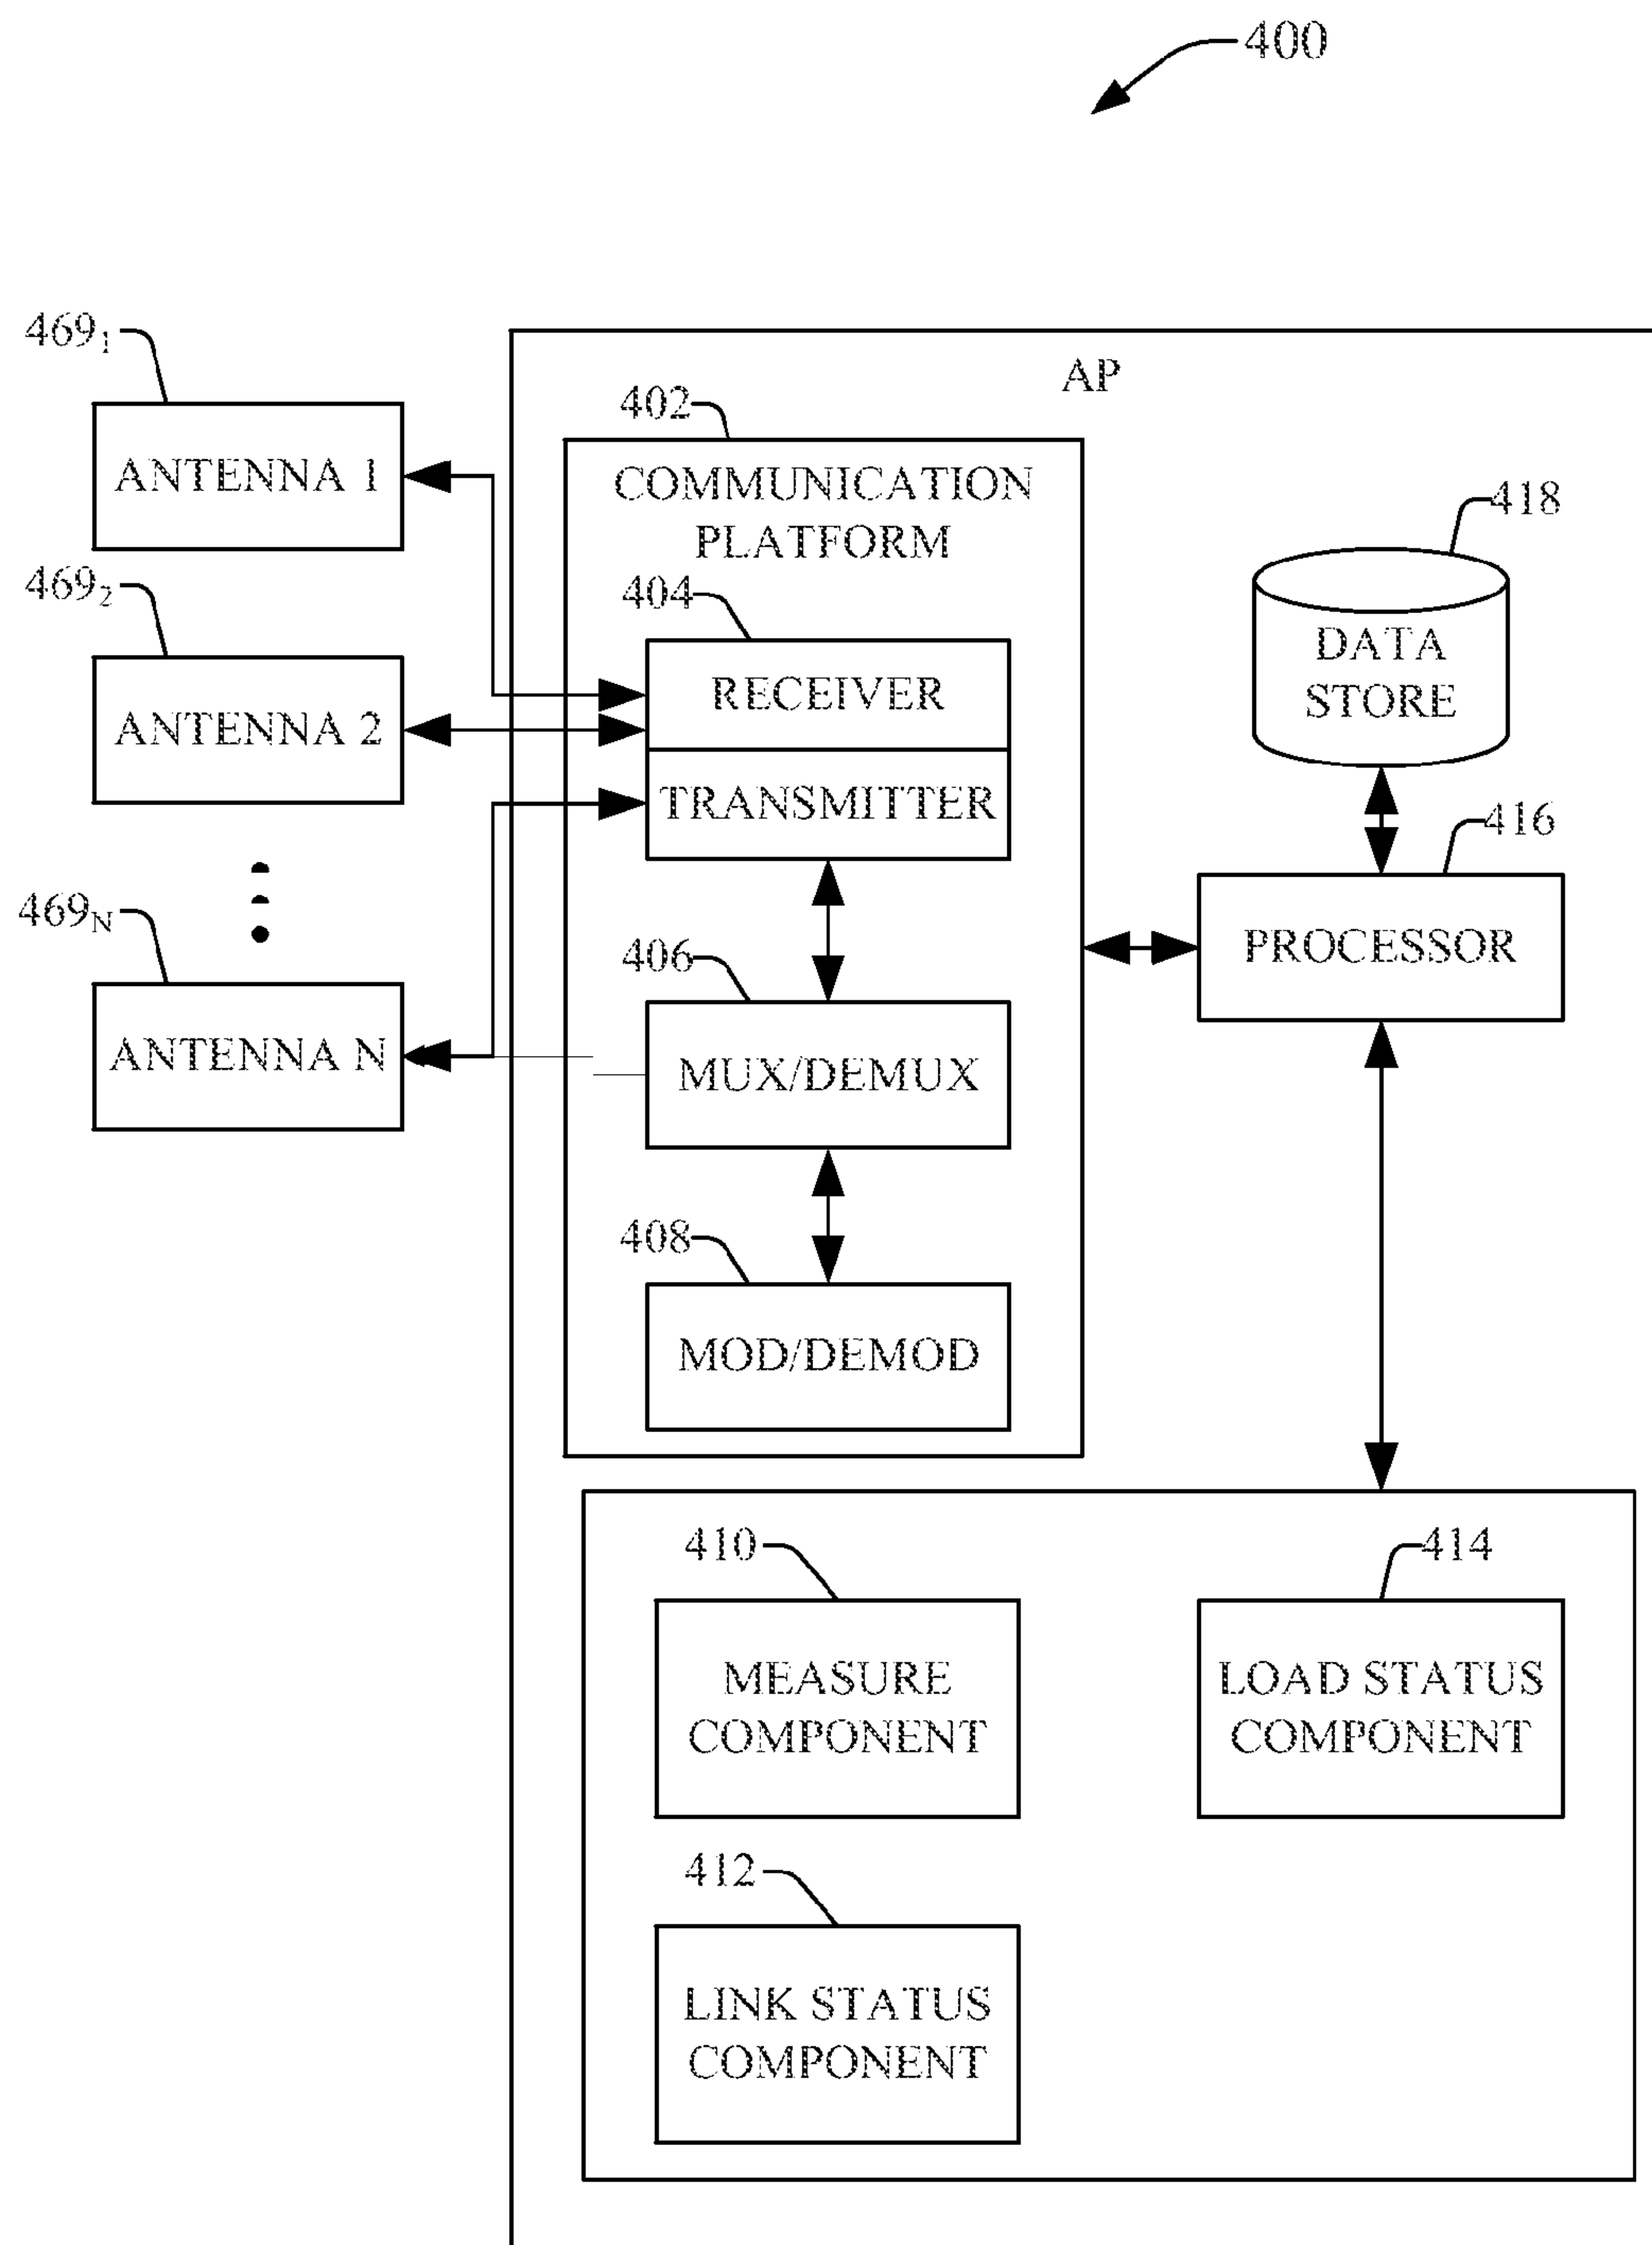 400
469₁
AP
402
ANTENNA 1
COMMUNICATION
PLATFORM
418
469₂
404
DATA
STORE
RECEIVER
ANTENNA 2
TRANSMITTER
416
469N
406
PROCESSOR
ANTENNA N
MUX/DEMUX
408
MOD/DEMOD
410
414
MEASURE
COMPONENT
LOAD STATUS
COMPONENT
412
LINK STATUS
COMPONENT